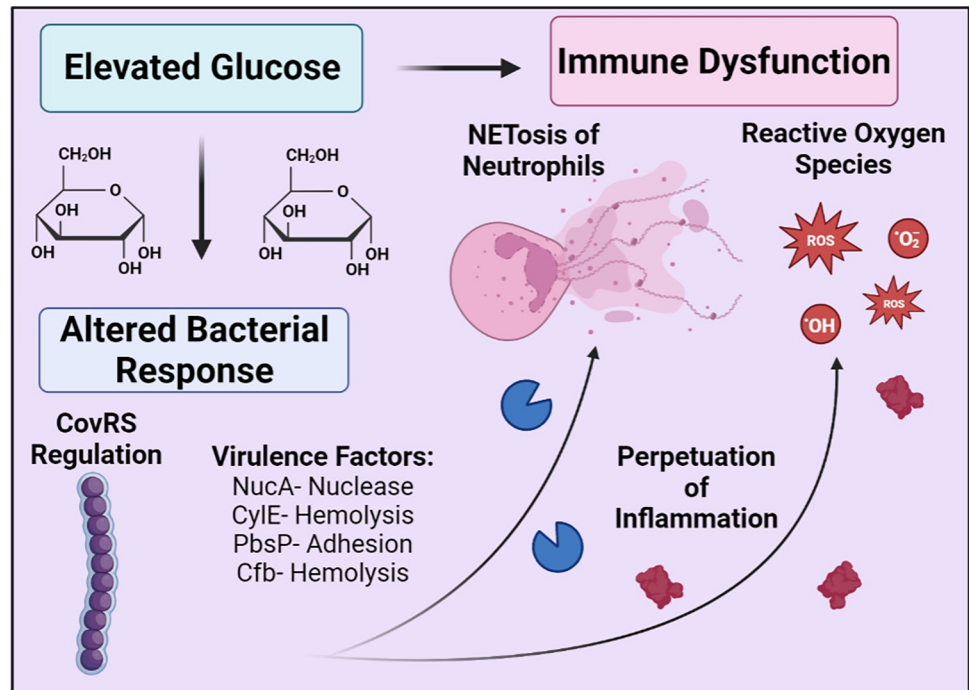 Elevated Glucose
Immune Dysfunction
NETosis of
Neutrophils
Reactive Oxygen
Species
CH₂OH
O
OH
OH
OH
OH
CH₂OH
O
OH
OH
OH
OH
ROS
•O₂⁻
ROS
•OH
Altered Bacterial
Response
CovRS
Regulation
Virulence Factors:
NucA- Nuclease
CylE- Hemolysis
PbsP- Adhesion
Cfb- Hemolysis
Perpetuation
of
Inflammation